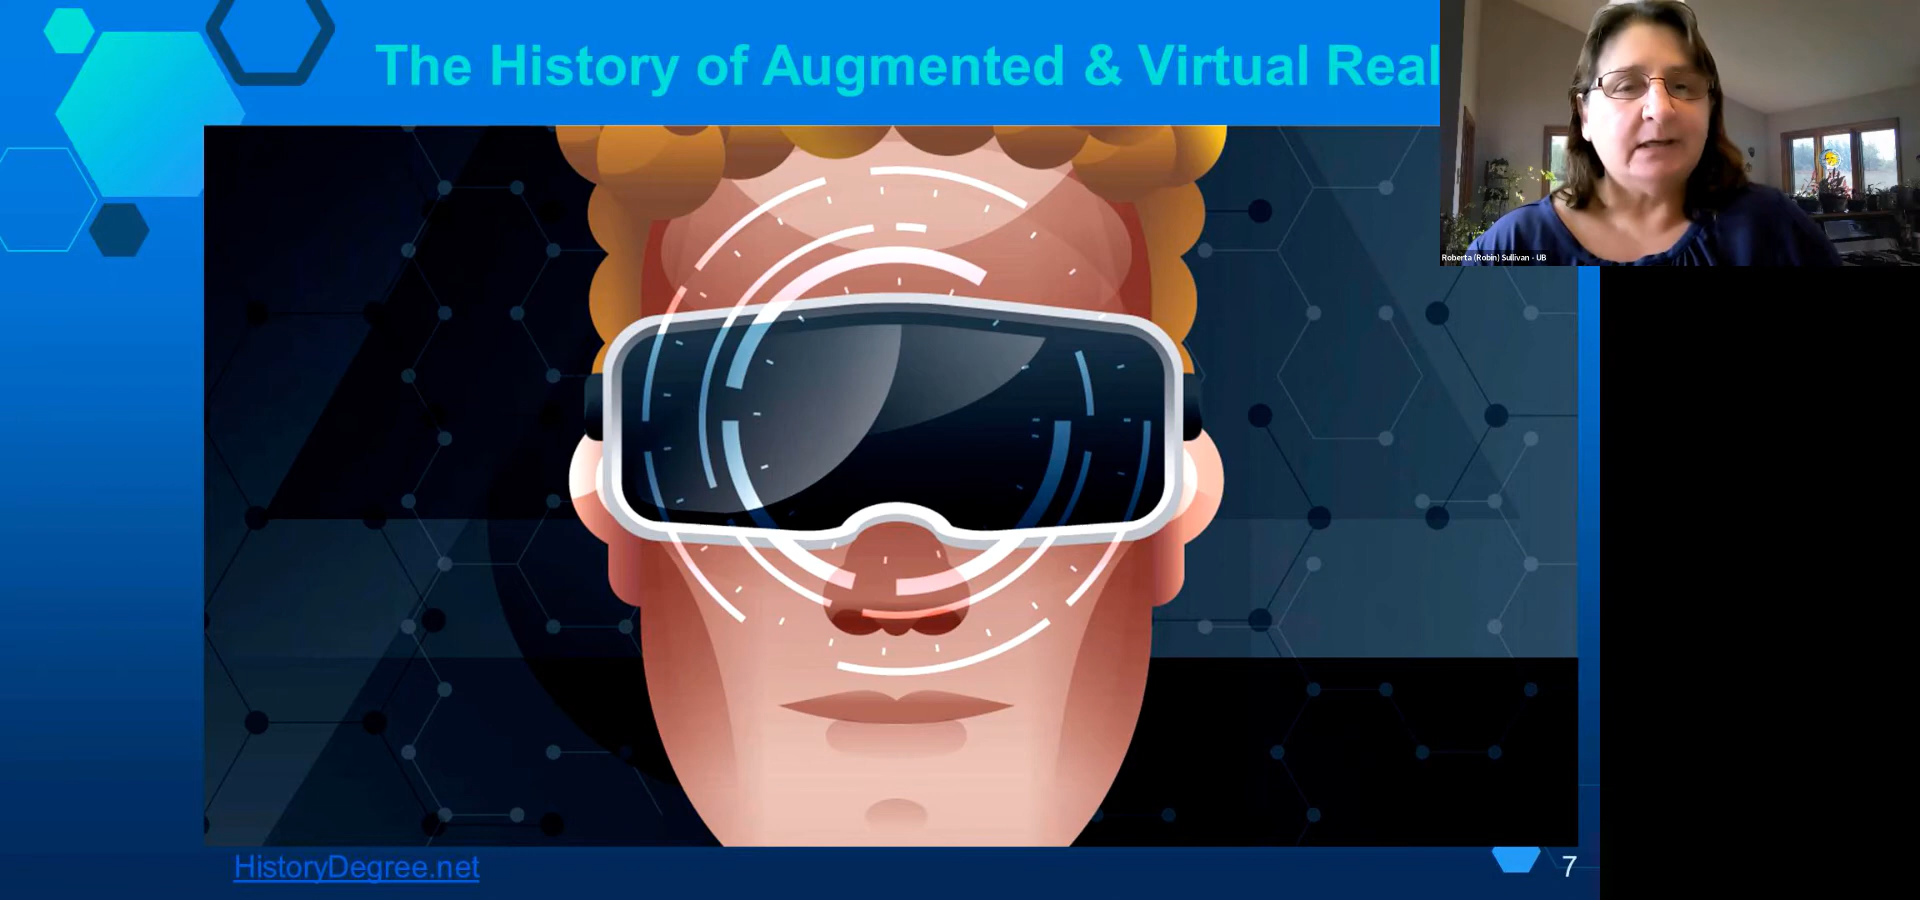 The History of Augmented & Virtual Real
Roberta (Robin) Sullivan - UB
HistoryDegree.net
7